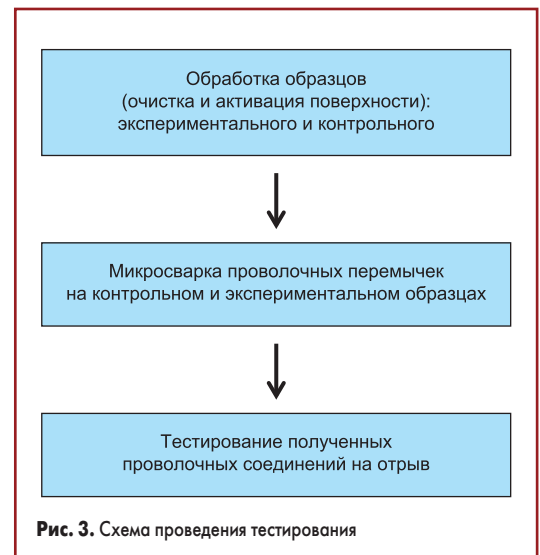 Обработка образцов
(очистка и активация поверхности):
экспериментального и контрольного
Микросварка проволочных перемычек
на контрольном и экспериментальном образцах
Тестирование полученных
проволочных соединений на отрыв
Рис. 3. Схема проведения тестирования